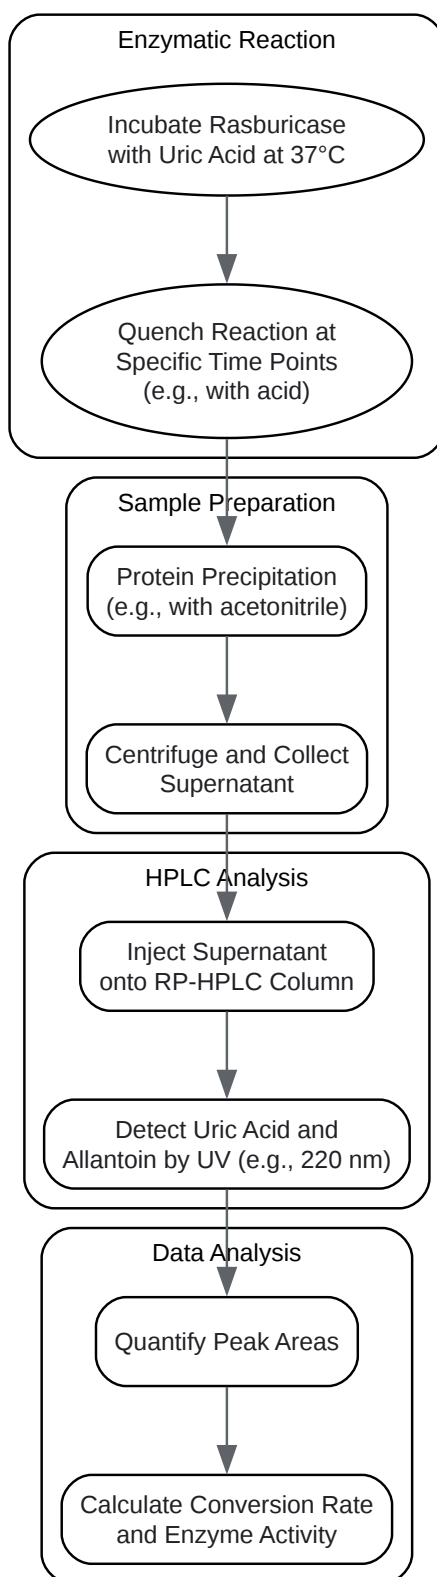 Enzymatic Reaction
Incubate Rasburicase
with Uric Acid at 37°C
Quench Reaction at
Specific Time Points
(e.g., with acid)
Sample Preparation
Protein Precipitation
(e.g., with acetonitrile)
Centrifuge and Collect
Supernatant
HPLC Analysis
Inject Supernatant
onto RP-HPLC Column
Detect Uric Acid and
Allantoin by UV (e.g., 220 nm)
Data Analysis
Quantify Peak Areas
Calculate Conversion Rate
and Enzyme Activity